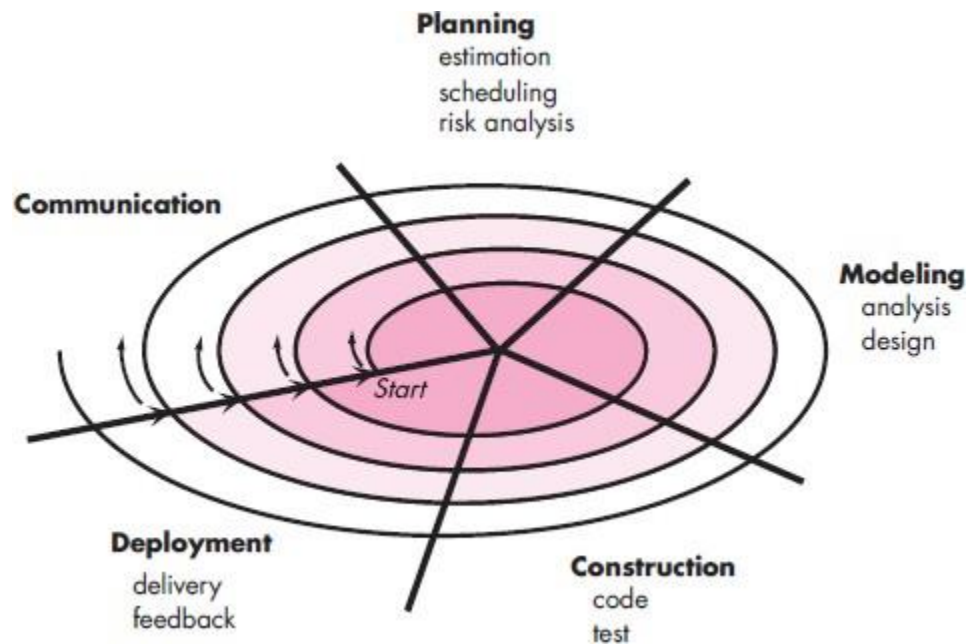 Planning
estimation
scheduling
risk analysis
Communication
Modeling
analysis
design
Start
Deployment
delivery
feedback
Construction
code
test